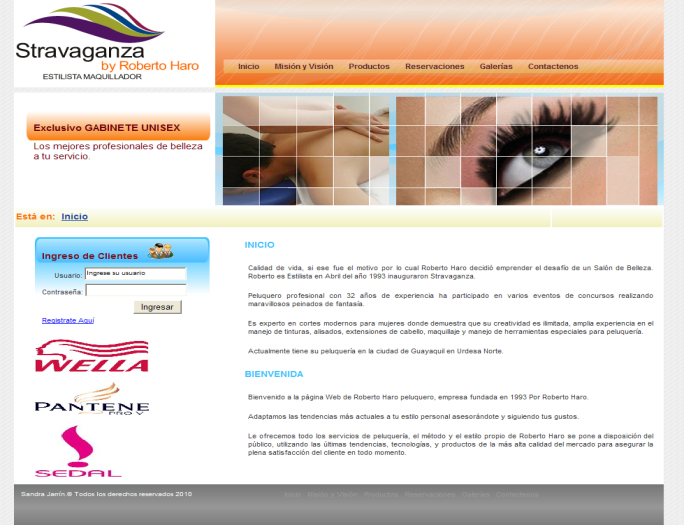 Stravaganza
by Roberto Haro
ESTILISTA MAQUILLADOR
Inicio Misión y Visión Productos Reservaciones Galerías Contactenos
Exclusivo GABINETE UNISEX
Los mejores profesionales de belleza
a tu servicio.
Está en: Inicio
Ingreso de Clientes
Usuario: Ingrese su usuario
Contraseña:
Ingresar
Registrate Aquí
WELLA
PANTENE
PRO-V
SEDAL
INICIO
Calidad de vida, si ese fue el motivo por lo cual Roberto Haro decidió emprender el desafío de un Salón de Belleza.
Roberto es Estilista en Abril del año 1993 inauguraron Stravaganza.
Peluquero profesional con 32 años de experiencia ha participado en varios eventos de concursos realizando
maravillosos peinados de fantasía.
Es experto en cortes modernos para mujeres donde demuestra que su creatividad es ilimitada, amplia experiencia en el
manejo de tinturas, alisados, extensiones de cabello, maquillaje y manejo de herramientas especiales para peluquería.
Actualmente tiene su peluquería en la ciudad de Guayaquil en Urdesa Norte.
BIENVENIDA
Bienvenido a la página Web de Roberto Haro peluquero, empresa fundada en 1993 Por Roberto Haro.
Adaptamos las tendencias más actuales a tu estilo personal asesorándote y siguiendo tus gustos.
Le ofrecemos todo los servicios de peluquería, el método y el estilo propio de Roberto Haro se pone a disposición del
público, utilizando las últimas tendencias, tecnologías, y productos de la más alta calidad del mercado para asegurar la
plena satisfacción del cliente en todo momento.
Sandra Jarrín.® Todos los derechos reservados 2010
Inicio Misión y Visión Productos Reservaciones Galerías Contactenos